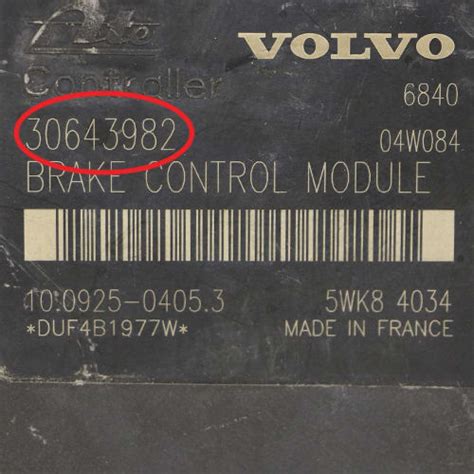 Ate VOLVO
Controller 6840
30643982 04W084
BRAKE CONTROL MODULE
10.0925-0405.3 5WK8 4034
*DUF4B1977W* MADE IN FRANCE